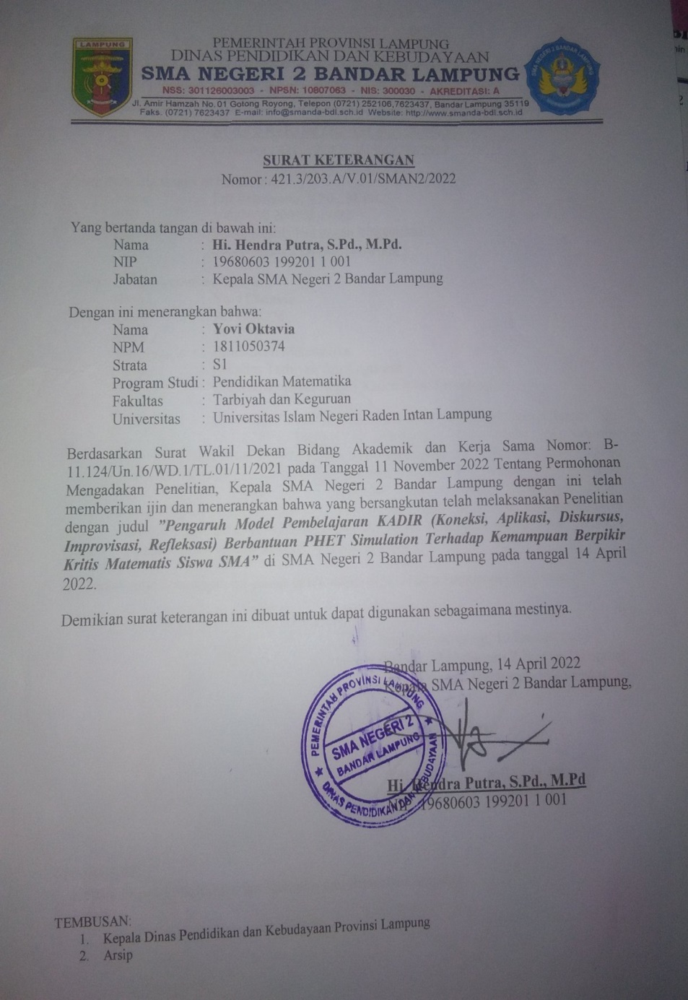 LAMPUNG
PEMERINTAH PROVINSI LAMPUNG
DINAS PENDIDIKAN DAN KEBUDAYAAN
SMA NEGERI 2 BANDAR LAMPUNG
NSS: 301126003003 - NPSN: 10807063 - NIS: 300030 - AKREDITASI: A
Jl. Amir Hamzah No. 01 Gotong Royong, Telepon (0721) 252106,7623437, Bandar Lampung 35119
Faks. (0721) 7623437 E-mail: info@smanda-bdl.sch.id Website: http://www.smanda-bdl.sch.id
SURAT KETERANGAN
Nomor : 421.3/203.A/V.01/SMAN2/2022
Yang bertanda tangan di bawah ini:
Nama : Hi. Hendra Putra, S.Pd., M.Pd.
NIP : 19680603 199201 1 001
Jabatan : Kepala SMA Negeri 2 Bandar Lampung
Dengan ini menerangkan bahwa:
Nama : Yovi Oktavia
NPM : 1811050374
Strata : S1
Program Studi : Pendidikan Matematika
Fakultas : Tarbiyah dan Keguruan
Universitas : Universitas Islam Negeri Raden Intan Lampung
Berdasarkan Surat Wakil Dekan Bidang Akademik dan Kerja Sama Nomor: B-
11.124/Un.16/WD.1/TL.01/11/2021 pada Tanggal 11 November 2022 Tentang Permohonan
Mengadakan Penelitian, Kepala SMA Negeri 2 Bandar Lampung dengan ini telah
memberikan ijin dan menerangkan bahwa yang bersangkutan telah melaksanakan Penelitian
dengan judul ”Pengaruh Model Pembelajaran KADIR (Koneksi, Aplikasi, Diskursus,
Improvisasi, Refleksasi) Berbantuan PHET Simulation Terhadap Kemampuan Berpikir
Kritis Matematis Siswa SMA” di SMA Negeri 2 Bandar Lampung pada tanggal 14 April
2022.
Demikian surat keterangan ini dibuat untuk dapat digunakan sebagaimana mestinya.
Bandar Lampung, 14 April 2022
Kepala SMA Negeri 2 Bandar Lampung,
PEMERINTAH PROVINSI LAMPUNG
SMA NEGERI 2
BANDAR LAMPUNG
DINAS PENDIDIKAN DAN KEBUDAYAAN
Hi. Hendra Putra, S.Pd., M.Pd
NIP 19680603 199201 1 001
TEMBUSAN:
1. Kepala Dinas Pendidikan dan Kebudayaan Provinsi Lampung
2. Arsip